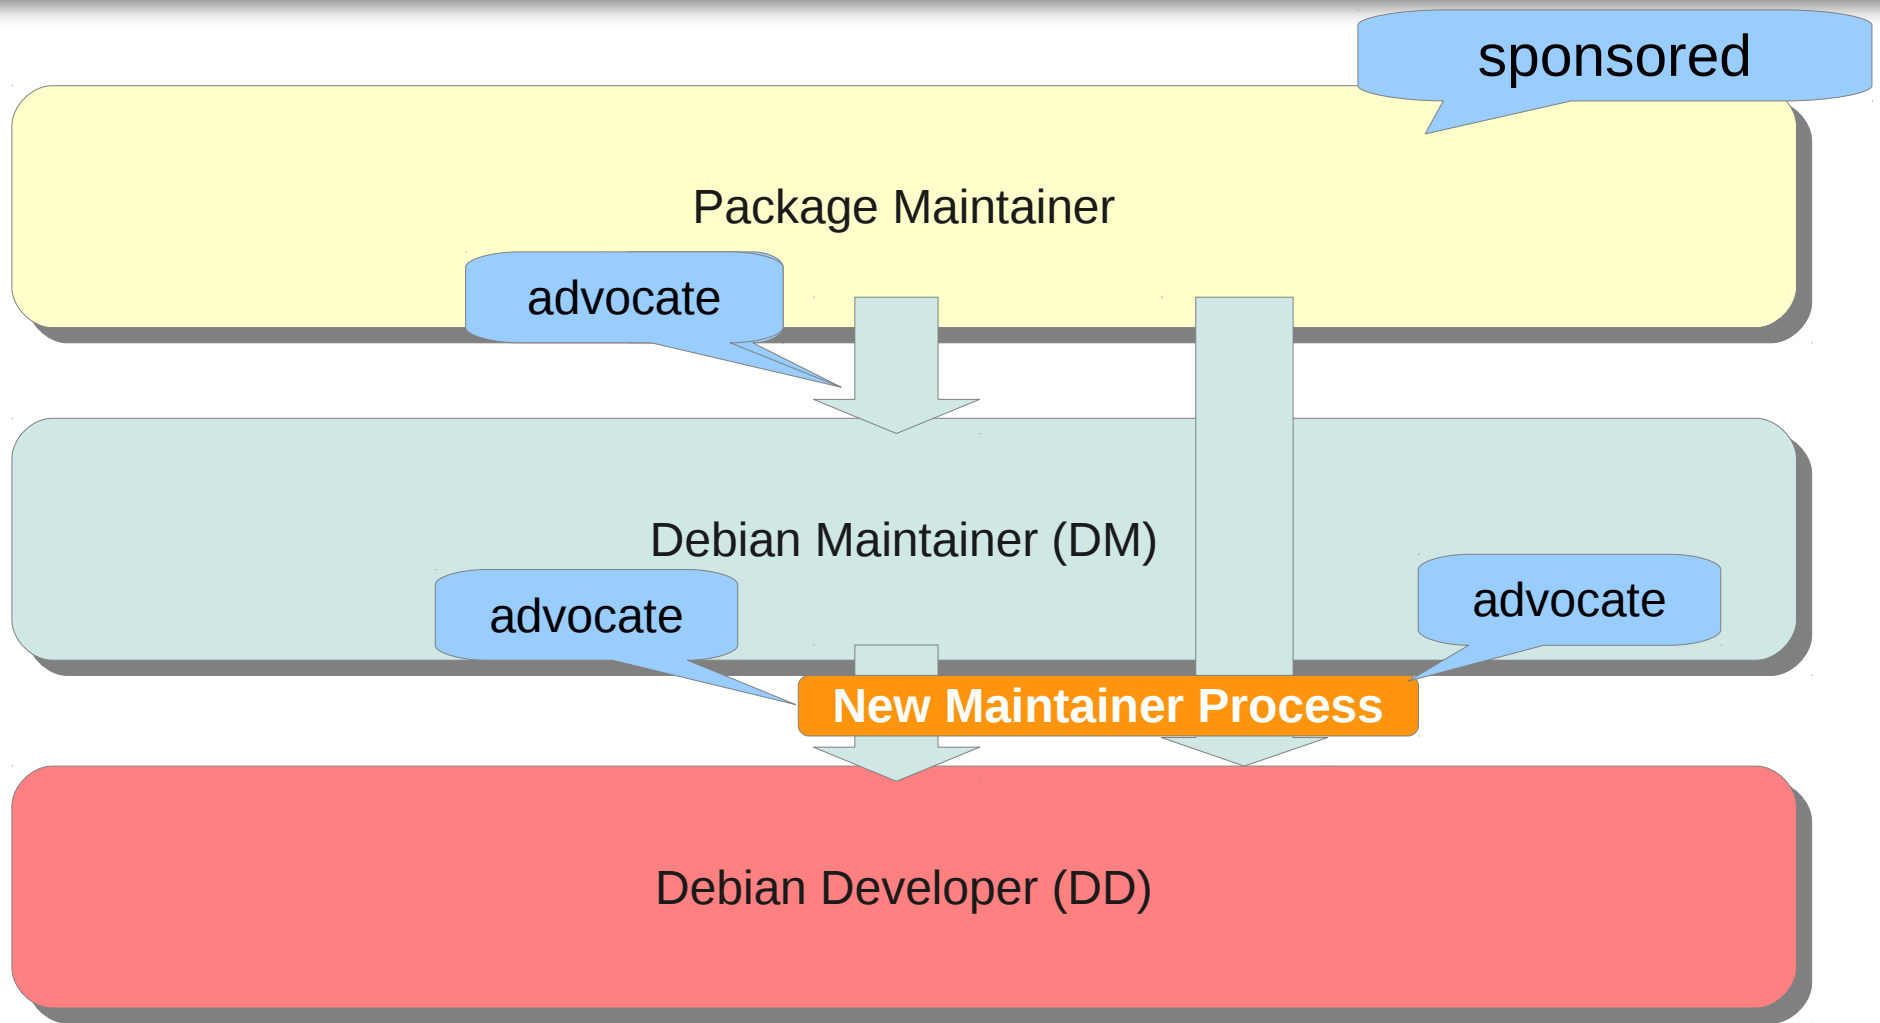 sponsored
Package Maintainer
advocate
Debian Maintainer (DM)
advocate
advocate
New Maintainer Process
Debian Developer (DD)